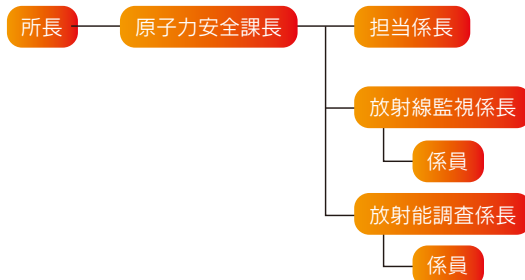 所長
原子力安全課長
担当係長
放射線監視係長
係員
放射能調査係長
係員